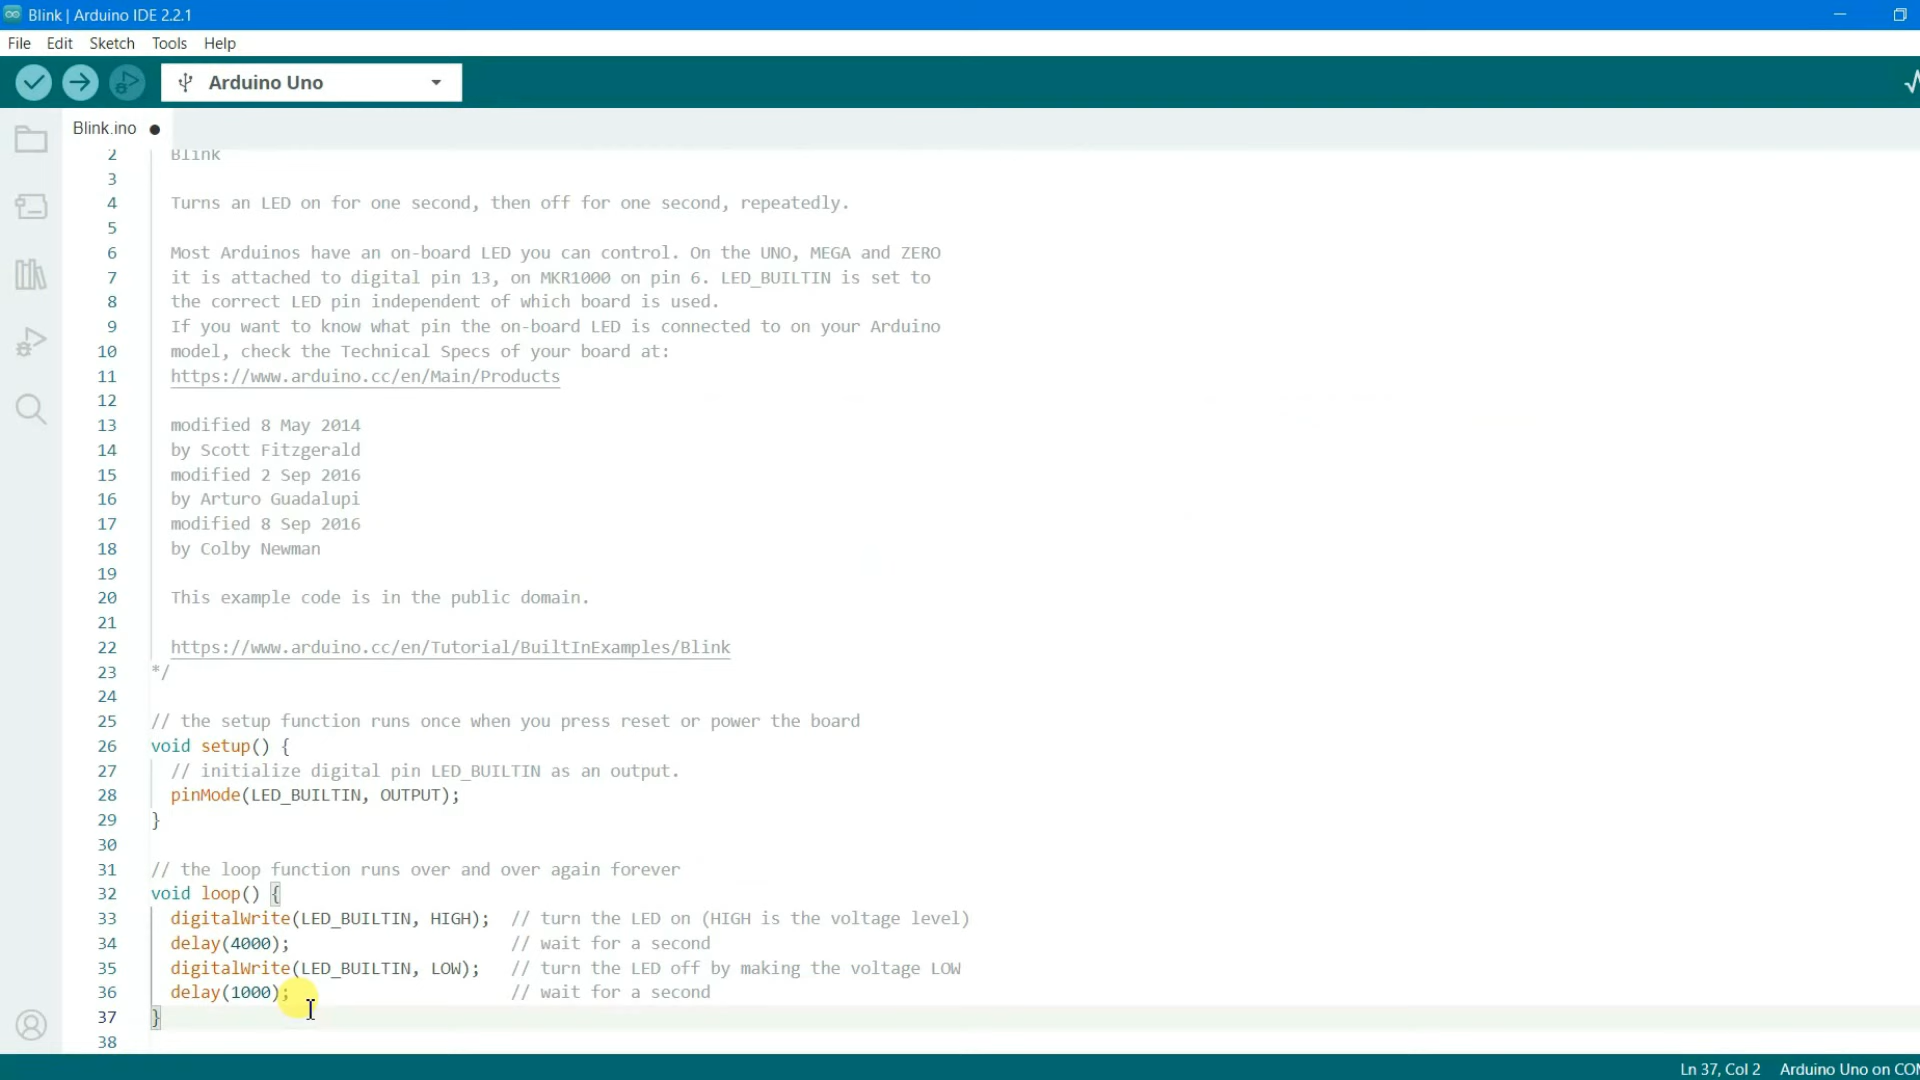 Blink | Arduino IDE 2.2.1
File Edit Sketch Tools Help
Arduino Uno
Blink.ino
2 Blink
3
4 Turns an LED on for one second, then off for one second, repeatedly.
5
6 Most Arduinos have an on-board LED you can control. On the UNO, MEGA and ZERO
7 it is attached to digital pin 13, on MKR1000 on pin 6. LED_BUILTIN is set to
8 the correct LED pin independent of which board is used.
9 If you want to know what pin the on-board LED is connected to on your Arduino
10 model, check the Technical Specs of your board at:
11 https://www.arduino.cc/en/Main/Products
12
13 modified 8 May 2014
14 by Scott Fitzgerald
15 modified 2 Sep 2016
16 by Arturo Guadalupi
17 modified 8 Sep 2016
18 by Colby Newman
19
20 This example code is in the public domain.
21
22 https://www.arduino.cc/en/Tutorial/BuiltInExamples/Blink
23 */
24
25 // the setup function runs once when you press reset or power the board
26 void setup() {
27 // initialize digital pin LED_BUILTIN as an output.
28 pinMode(LED_BUILTIN, OUTPUT);
29 }
30
31 // the loop function runs over and over again forever
32 void loop() {
33 digitalWrite(LED_BUILTIN, HIGH); // turn the LED on (HIGH is the voltage level)
34 delay(4000); // wait for a second
35 digitalWrite(LED_BUILTIN, LOW); // turn the LED off by making the voltage LOW
36 delay(1000); // wait for a second
37 }
38
Ln 37, Col 2 Arduino Uno on